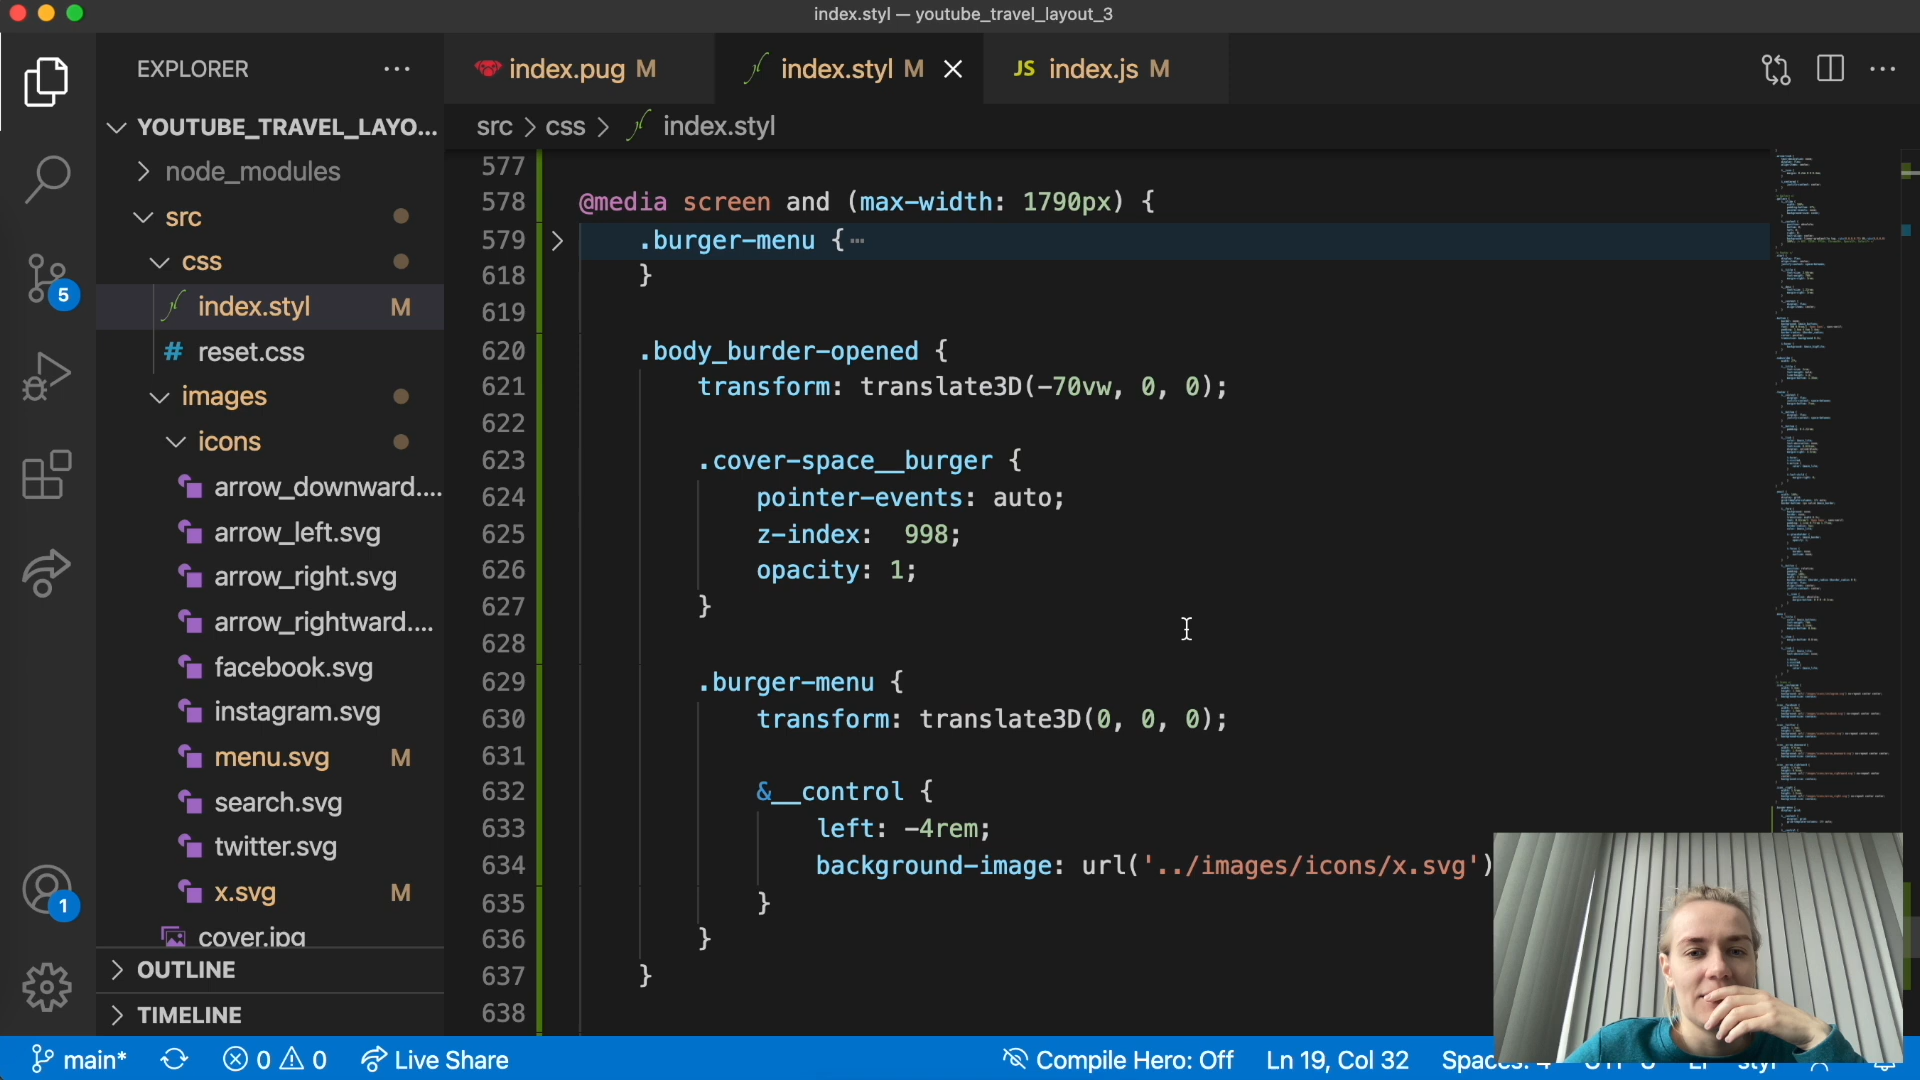 index.styl — youtube_travel_layout_3
EXPLORER
index.pug M
index.styl M
JS index.js M
YOUTUBE_TRAVEL_LAYO...
src > css > index.styl
node_modules
src
css
index.styl M
# reset.css
images
icons
arrow_downward....
arrow_left.svg
arrow_right.svg
arrow_rightward....
facebook.svg
instagram.svg
menu.svg M
search.svg
twitter.svg
x.svg M
cover.jpg
OUTLINE
TIMELINE
5
1
577
578 @media screen and (max-width: 1790px) {
579 .burger-menu {
618 }
619
620 .body_burder-opened {
621 transform: translate3D(-70vw, 0, 0);
622
623 .cover-space__burger {
624 pointer-events: auto;
625 z-index: 998;
626 opacity: 1;
627 }
628
629 .burger-menu {
630 transform: translate3D(0, 0, 0);
631
632 &__control {
633 left: -4rem;
634 background-image: url('../images/icons/x.svg')
635 }
636 }
637 }
638
main* 0 0 Live Share Compile Hero: Off Ln 19, Col 32